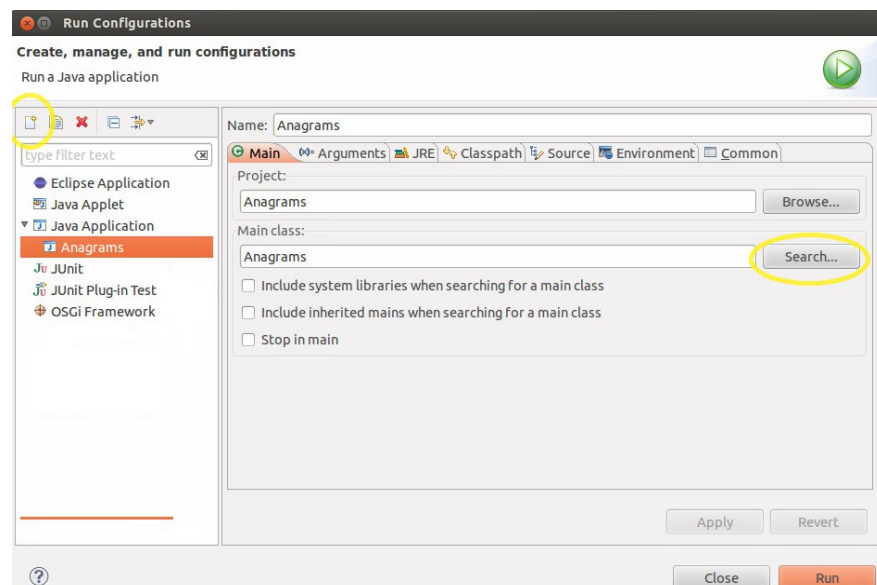 Run Configurations
Create, manage, and run configurations
Run a Java application
type filter text
Eclipse Application
Java Applet
Java Application
Anagrams
Ju JUnit
Jü JUnit Plug-in Test
OSGi Framework
Name: Anagrams
Main (x)= Arguments JRE Classpath Source Environment Common
Project:
Anagrams Browse...
Main class:
Anagrams Search...
Include system libraries when searching for a main class
Include inherited mains when searching for a main class
Stop in main
Apply Revert
? Close Run